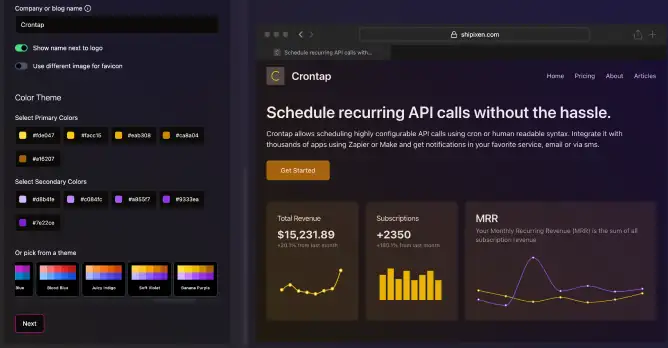 Company or blog name
Crontap
Show name next to logo
Use different image for favicon
Color Theme
Select Primary Colors
#fde047
#facc15
#eab308
#ca8a04
#a16207
Select Secondary Colors
#d8b4fe
#c084fc
#a855f7
#9333ea
#7e22ce
Or pick from a theme
Blue
Blood Blue
Juicy Indigo
Soft Violet
Banana Purple
Next
shipixen.com
Schedule recurring API calls with...
C
Crontap
Home
Pricing
About
Articles
Schedule recurring API calls without the hassle.
Crontap allows scheduling highly configurable API calls using cron or human readable syntax. Integrate it with
thousands of apps using Zapier or Make and get notifications in your favorite service, email or via sms.
Get Started
Total Revenue
$15,231.89
+20.1% from last month
Subscriptions
+2350
+180.1% from last month
MRR
Your Monthly Recurring Revenue (MRR) is the sum of all
subscription revenue